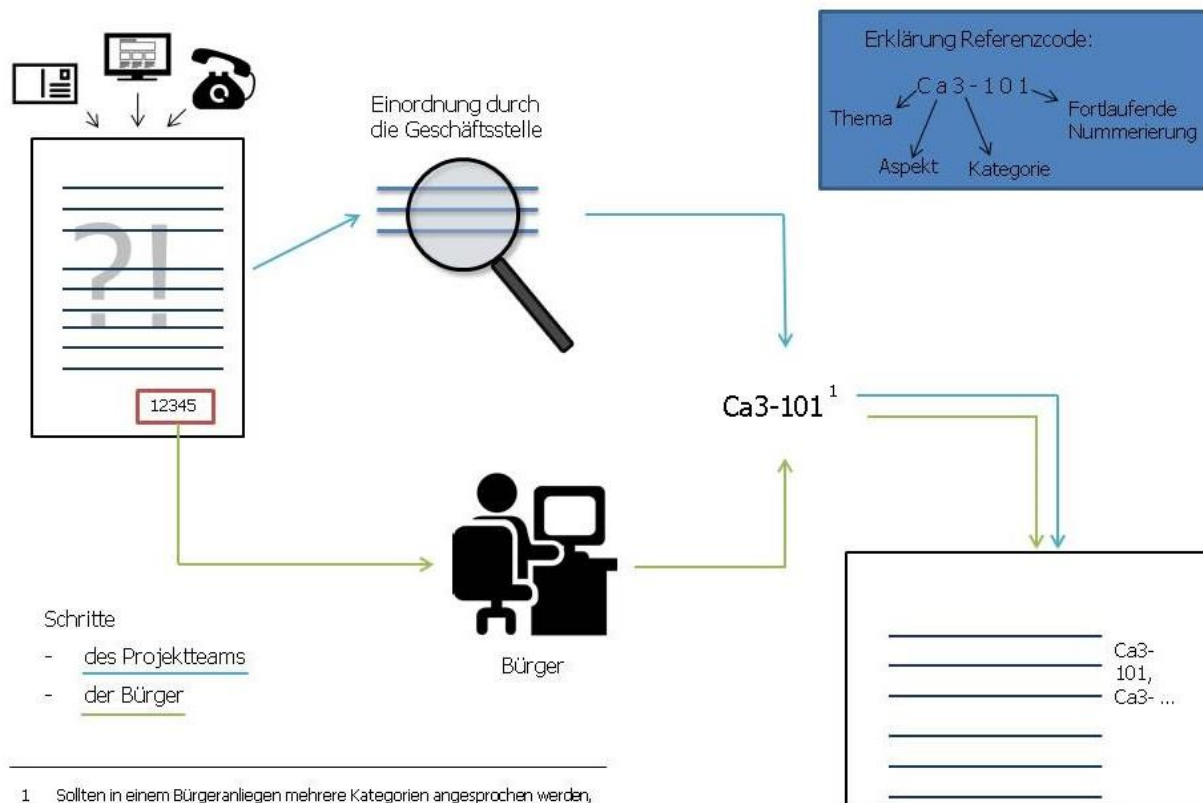 Erklärung Referenzcode:
Ca3-101
Thema
Fortlaufende
Nummerierung
Aspekt
Kategorie
Einordnung durch
die Geschäftsstelle
?!
12345
Ca3-101 1
Bürger
Schritte
- des Projektteams
- der Bürger
Ca3-
101,
Ca3- ...
1 Sollten in einem Bürgeranliegen mehrere Kategorien angesprochen werden,